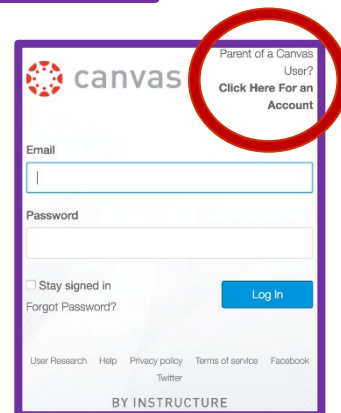 Parent of a Canvas
User?
Click Here For an
Account
canvas
Email
Password
Stay signed in
Forgot Password?
Log In
User Research Help Privacy policy Terms of service Facebook
Twitter
BY INSTRUCTURE